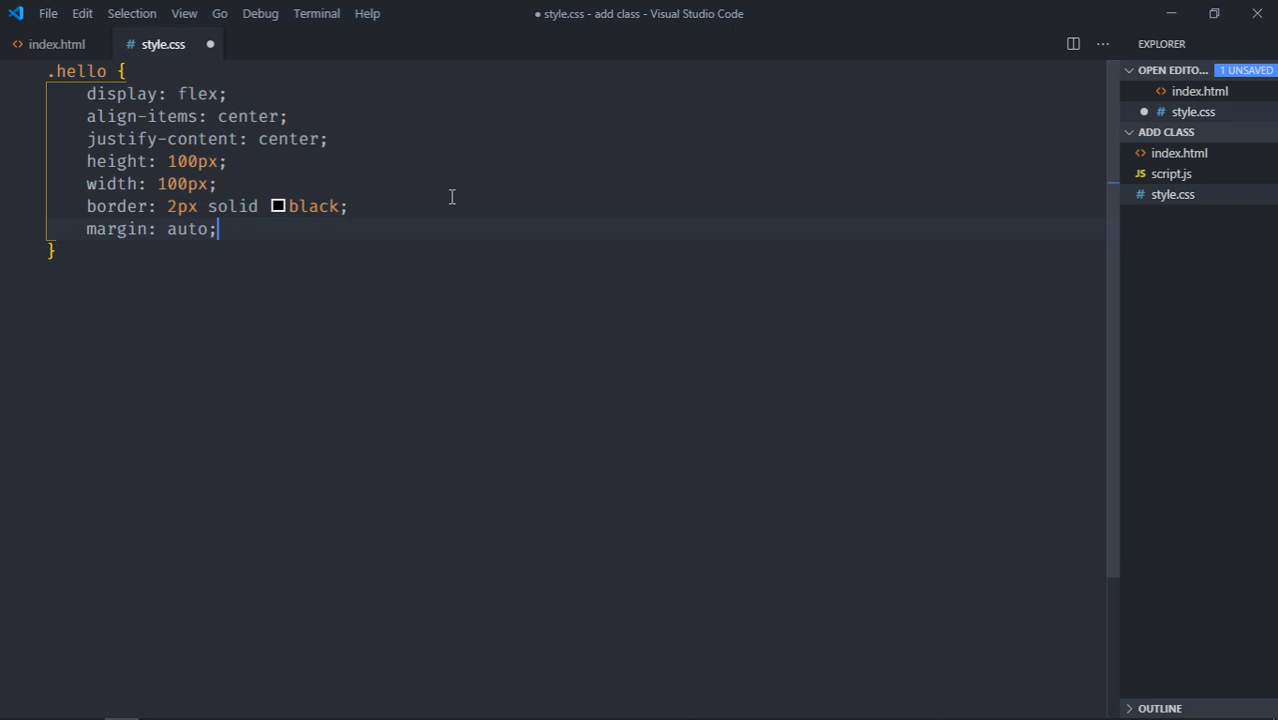 File Edit Selection View Go Debug Terminal Help
● style.css - add class - Visual Studio Code
<> index.html
# style.css ●
EXPLORER
.hello {
display: flex;
align-items: center;
justify-content: center;
height: 100px;
width: 100px;
border: 2px solid black;
margin: auto;
}
OPEN EDITO... 1 UNSAVED
<> index.html
● # style.css
ADD CLASS
<> index.html
JS script.js
# style.css
OUTLINE